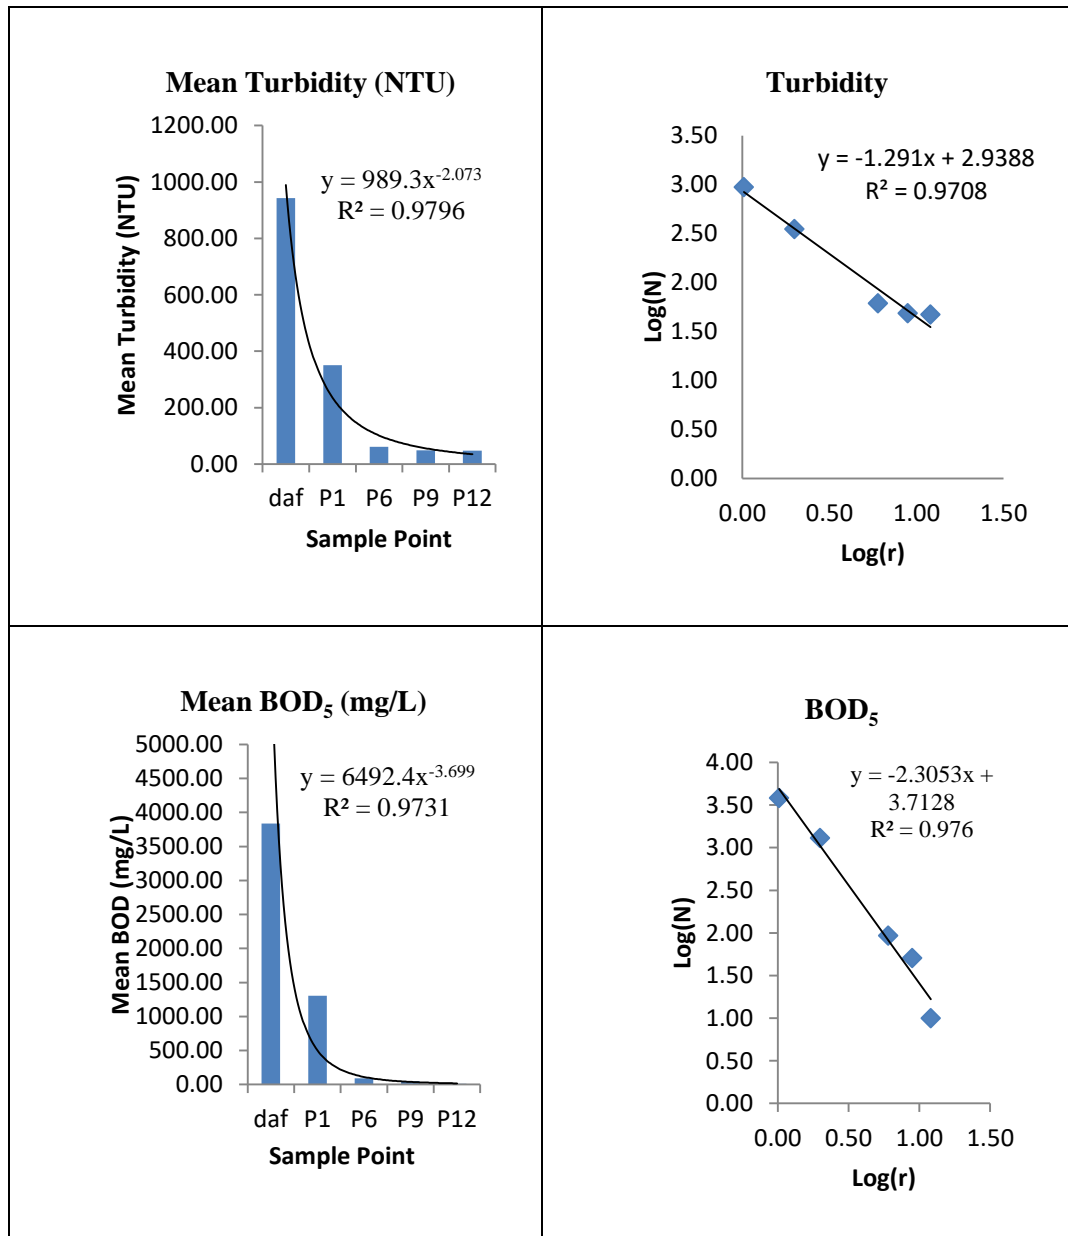 Mean Turbidity (NTU)
1200.00
1000.00
800.00
600.00
400.00
200.00
0.00
Mean Turbidity (NTU)
y = 989.3x^-2.073
R² = 0.9796
daf P1 P6 P9 P12
Sample Point
Turbidity
3.50
3.00
2.50
2.00
1.50
1.00
0.50
0.00
Log(N)
y = -1.291x + 2.9388
R² = 0.9708
0.00 0.50 1.00 1.50
Log(r)
Mean BOD₅ (mg/L)
5000.00
4500.00
4000.00
3500.00
3000.00
2500.00
2000.00
1500.00
1000.00
500.00
0.00
Mean BOD (mg/L)
y = 6492.4x^-3.699
R² = 0.9731
daf P1 P6 P9 P12
Sample Point
BOD₅
4.00
3.50
3.00
2.50
2.00
1.50
1.00
0.50
0.00
Log(N)
y = -2.3053x +
3.7128
R² = 0.976
0.00 0.50 1.00 1.50
Log(r)